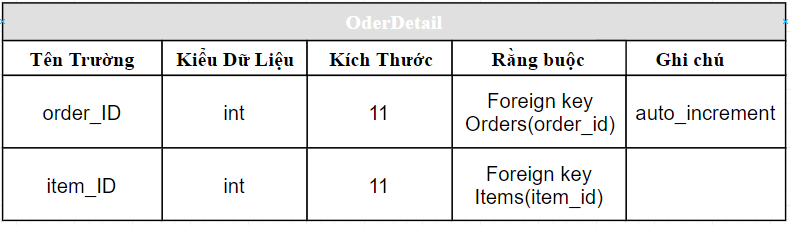 OderDetail
Tên Trường Kiểu Dữ Liệu Kích Thước Rằng buộc Ghi chú
order_ID int 11 Foreign key Orders(order_id) auto_increment
item_ID int 11 Foreign key Items(item_id)